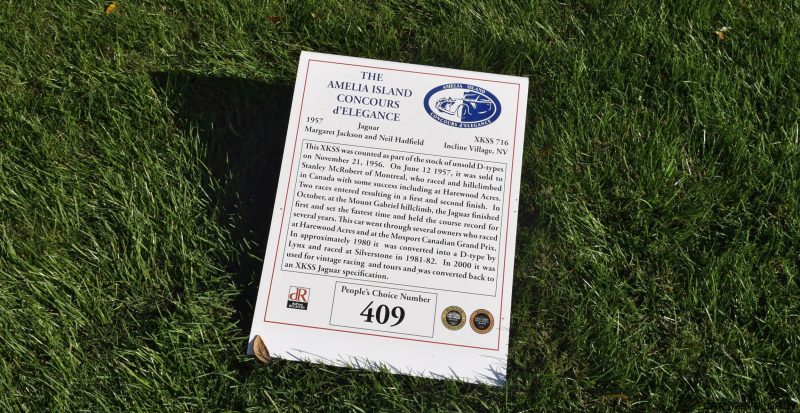 THE
AMELIA ISLAND
CONCOURS
d'ELEGANCE
AMELIA ISLAND
CONCOURS d'ELEGANCE
1957
Jaguar
XKSS 716
Margaret Jackson and Neil Hadfield
Incline Village, NV
This XKSS was counted as part of the stock of unsold D-types
on November 21, 1956. On June 12 1957, it was sold to
Stanley McRobert of Montreal, who raced and hillclimbed
in Canada with some success including at Harewood Acres.
Two races entered resulting in a first and second finish. In
October, at the Mount Gabriel hillclimb, the Jaguar finished
first and set the fastest time and held the course record for
several years. This car went through several owners who raced
at Harewood Acres and at the Mosport Canadian Grand Prix.
In approximately 1980 it was converted into a D-type by
Lynx and raced at Silverstone in 1981-82. In 2000 it was
used for vintage racing and tours and was converted back to
an XKSS Jaguar specification.
dR
People's Choice Number
409